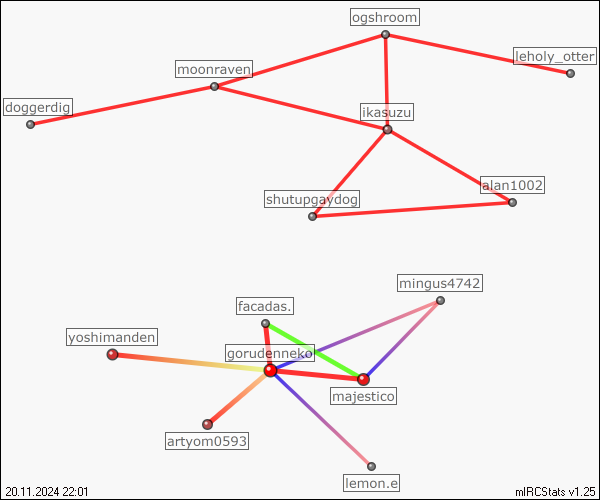 ogshroom
leholy_otter
moonraven
doggerdig
ikasuzu
alan1002
shutupgaydog
mingus4742
facadas.
yoshimanden
gorudenneko
majestico
artyom0593
lemon.e
20.11.2024 22:01
mIRCStats v1.25